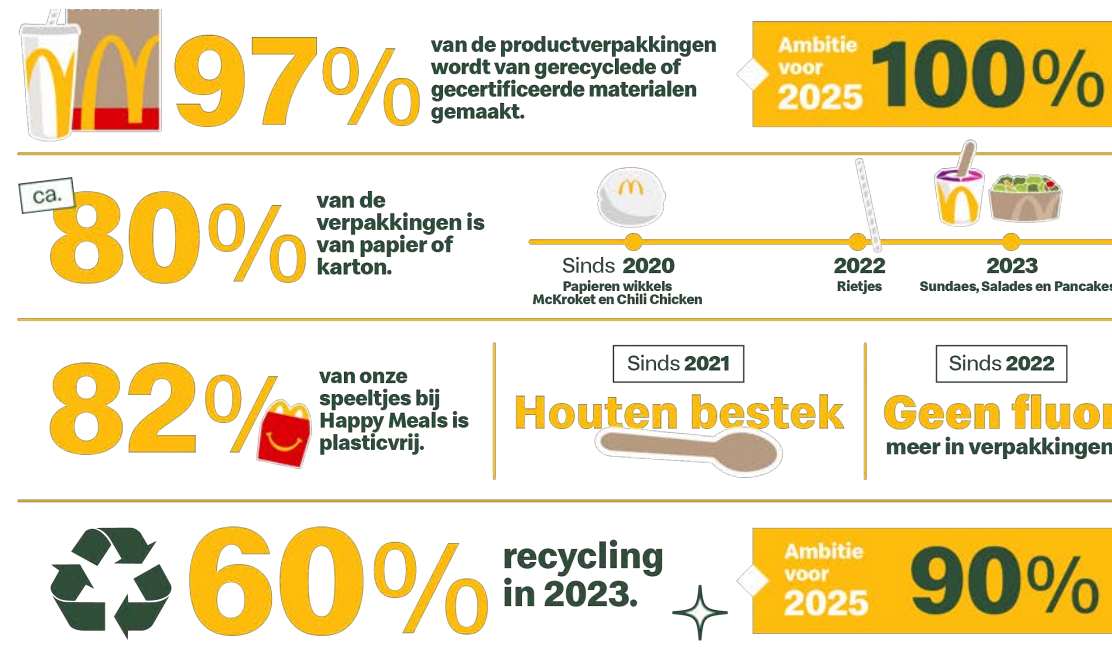 97%
van de productverpakkingen
wordt van gerecyclede of
gecertificeerde materialen
gemaakt.
Ambitie
voor
2025
100%
ca.
80%
van de
verpakkingen is
van papier of
karton.
Sinds 2020
Papieren wikkels
McKroket en Chili Chicken
2022
Rietjes
2023
Sundaes, Salades en Pancakes
82%
van onze
speeltjes bij
Happy Meals is
plasticvrij.
Sinds 2021
Houten bestek
Sinds 2022
Geen fluor
meer in verpakkingen
60%
recycling
in 2023.
Ambitie
voor
2025
90%